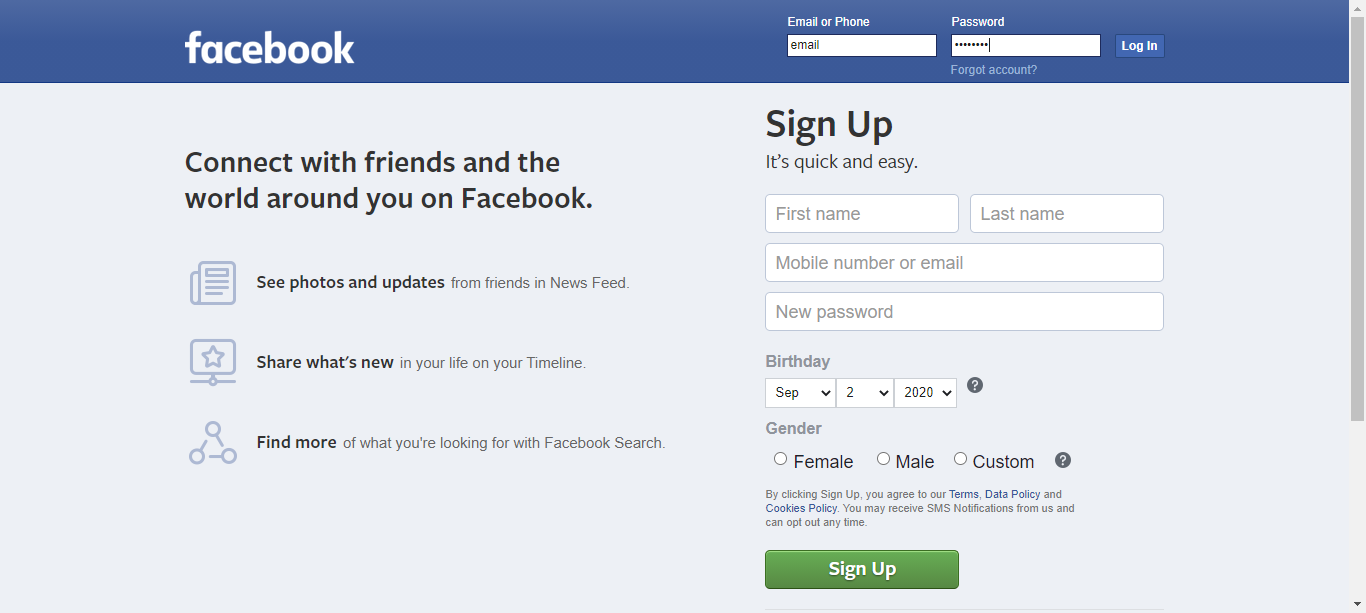 facebook
Email or Phone
Password
email
••••••••
Log In
Forgot account?
Connect with friends and the
world around you on Facebook.
See photos and updates from friends in News Feed.
Share what's new in your life on your Timeline.
Find more of what you're looking for with Facebook Search.
Sign Up
It's quick and easy.
First name
Last name
Mobile number or email
New password
Birthday
Sep 2 2020 ?
Gender
Female Male Custom ?
By clicking Sign Up, you agree to our Terms, Data Policy and
Cookies Policy. You may receive SMS Notifications from us and
can opt out any time.
Sign Up